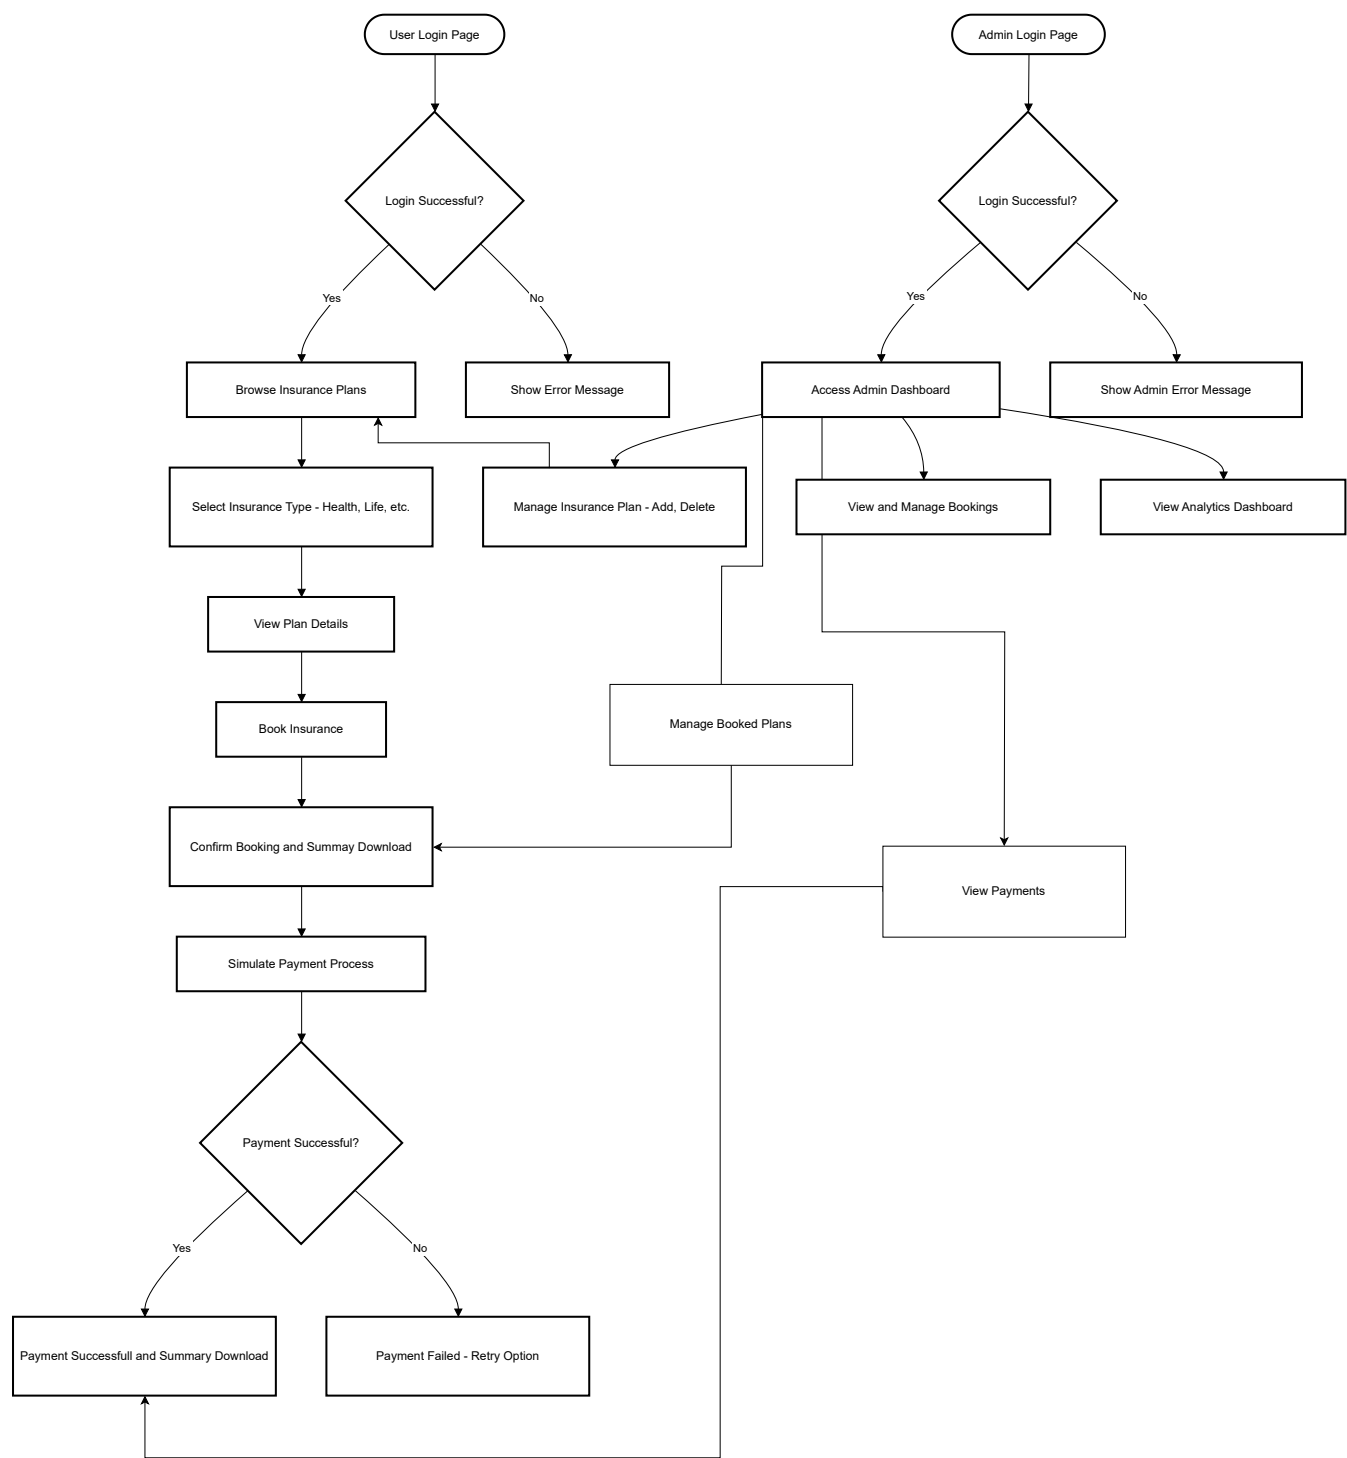 User Login Page
Admin Login Page
Login Successful?
Login Successful?
Yes
No
Yes
No
Browse Insurance Plans
Show Error Message
Access Admin Dashboard
Show Admin Error Message
Select Insurance Type - Health, Life, etc.
Manage Insurance Plan - Add, Delete
View and Manage Bookings
View Analytics Dashboard
View Plan Details
Book Insurance
Manage Booked Plans
Confirm Booking and Summay Download
View Payments
Simulate Payment Process
Payment Successful?
Yes
No
Payment Successfull and Summary Download
Payment Failed - Retry Option